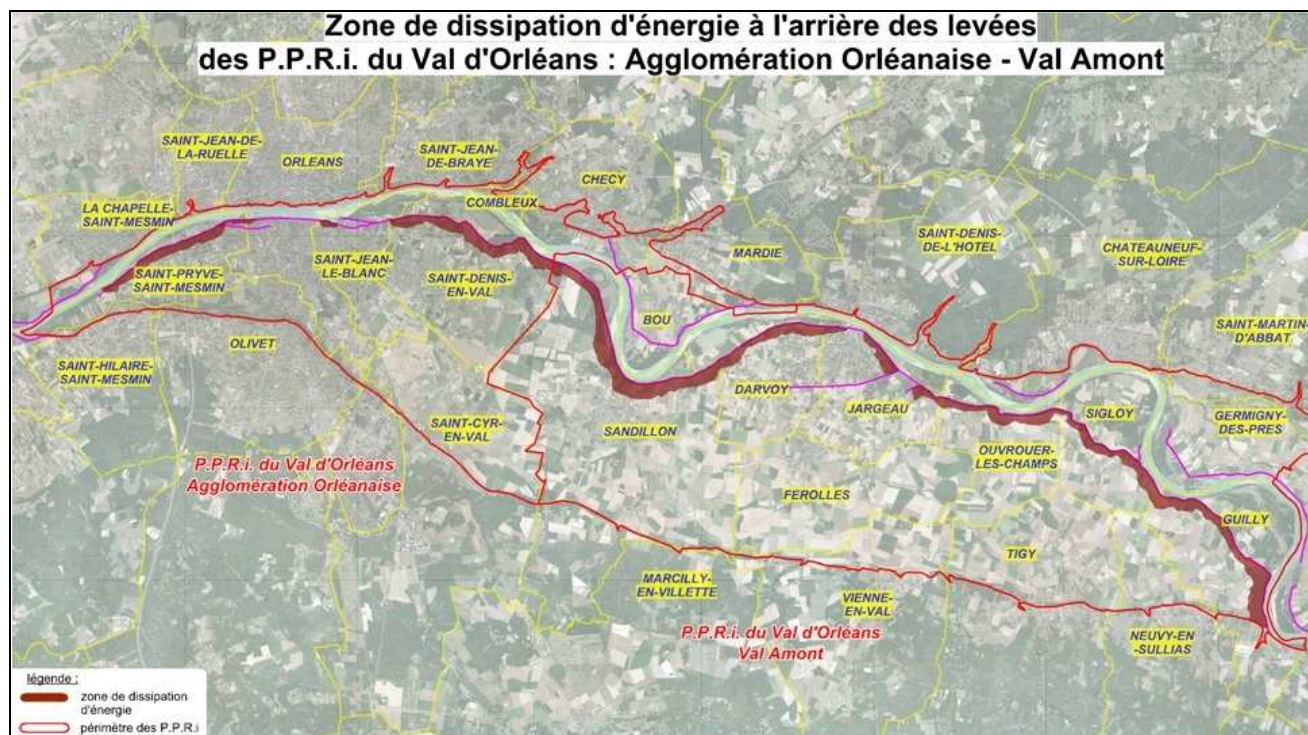 Zone de dissipation d'énergie à l'arrière des levées
des P.P.R.i. du Val d'Orléans : Agglomération Orléanaise - Val Amont
SAINT-JEAN-DE-
LA-RUELLE
ORLEANS
SAINT-JEAN-
DE-BRAYE
CHECY
LA CHAPELLE-
SAINT-MESMIN
COMBLEUX
SAINT-DENIS-
DE-L'HOTEL
CHATEAUNEUF-
SUR-LOIRE
MARDIE
SAINT-PRYVE-
SAINT-MESMIN
SAINT-JEAN-
LE-BLANC
SAINT-DENIS-
EN-VAL
BOU
SAINT-MARTIN-
D'ABBAT
OLIVET
SAINT-HILAIRE-
SAINT-MESMIN
DARVOY
JARGEAU
SIGLOY
GERMIGNY-
DES-PRES
SAINT-CYR-
EN-VAL
SANDILLON
OUVROUER-
LES-CHAMPS
P.P.R.i. du Val d'Orléans
Agglomération Orléanaise
FEROLLES
GUILLY
TIGY
MARCILLY-
EN-VILLETTE
VIENNE-
EN-VAL
P.P.R.i. du Val d'Orléans
Val Amont
NEUVY-EN
-SULLIAS
légende :
zone de dissipation
d'énergie
périmètre des P.P.R.i